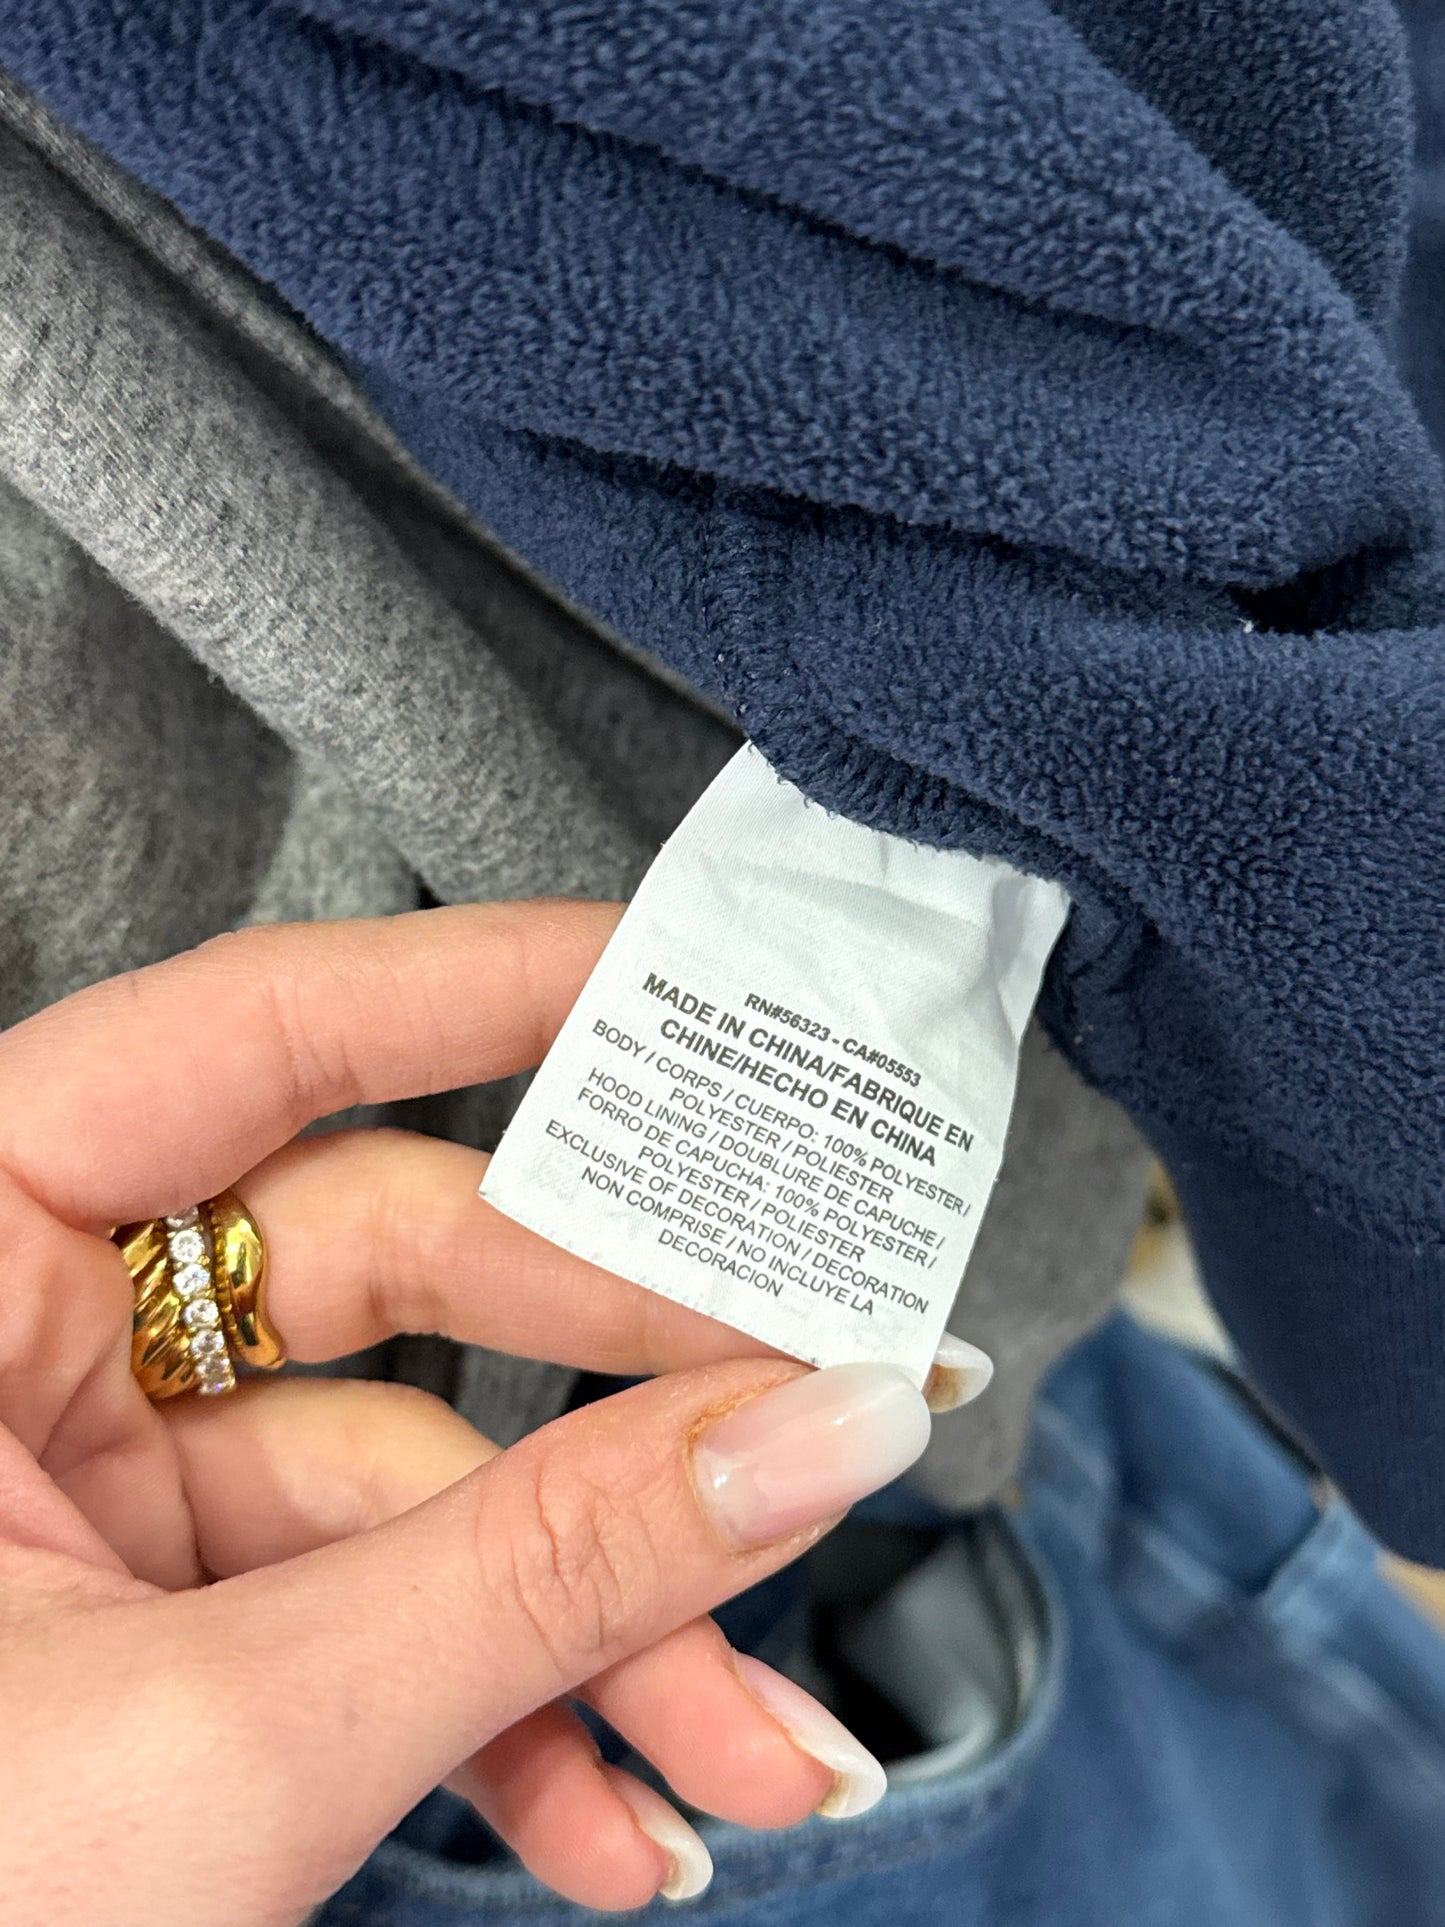 RN#56323 - CA#05553
MADE IN CHINA/FABRIQUE EN
CHINE/HECHO EN CHINA
BODY / CORPS / CUERPO: 100% POLYESTER /
POLYESTER / POLIESTER
HOOD LINING / DOUBLURE DE CAPUCHE /
FORRO DE CAPUCHA: 100% POLYESTER /
POLYESTER / POLIESTER
EXCLUSIVE OF DECORATION / DECORATION
NON COMPRISE / NO INCLUYE LA
DECORACION